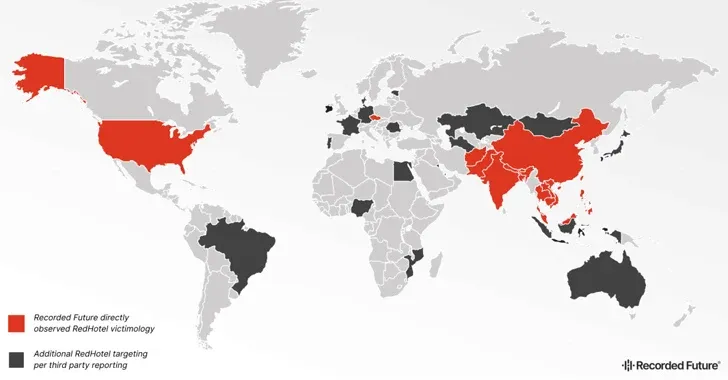 Recorded Future directly
observed RedHotel victimology
Additional RedHotel targeting
per third party reporting
Recorded Future®